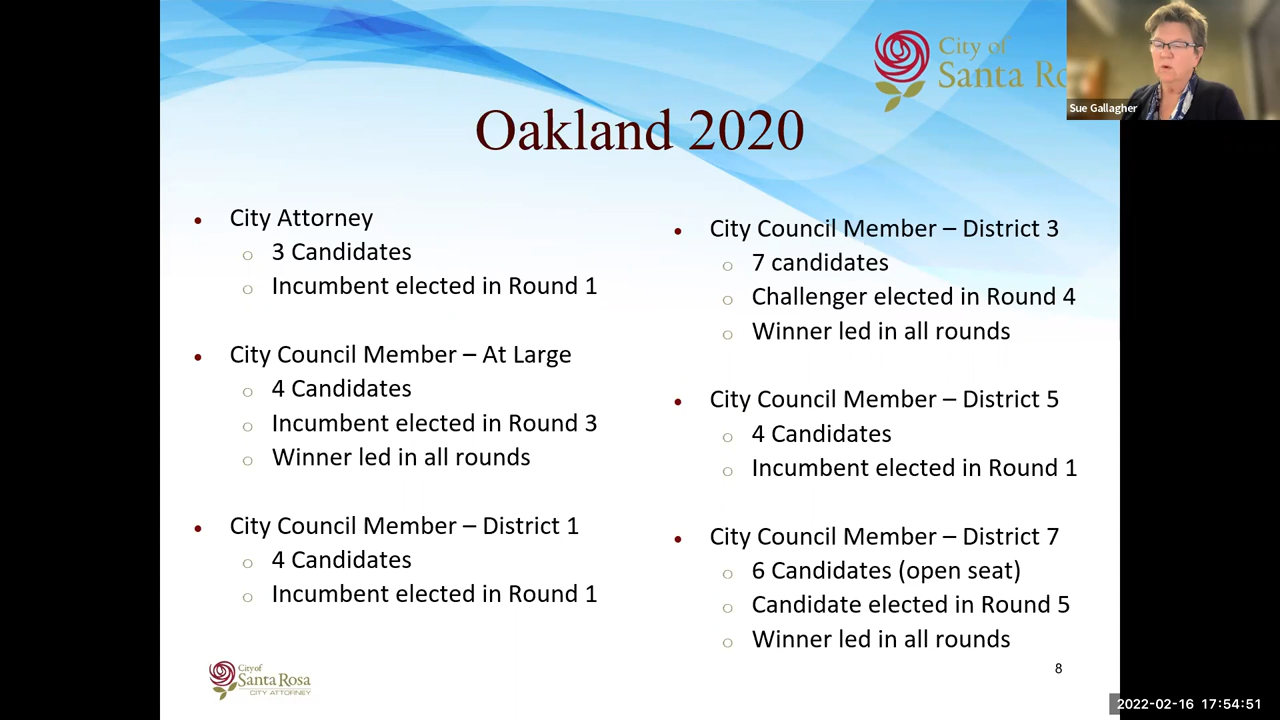 City of
Santa Ro
Sue Gallagher
Oakland 2020
• City Attorney
o 3 Candidates
o Incumbent elected in Round 1
• City Council Member – At Large
o 4 Candidates
o Incumbent elected in Round 3
o Winner led in all rounds
• City Council Member – District 1
o 4 Candidates
o Incumbent elected in Round 1
• City Council Member – District 3
o 7 candidates
o Challenger elected in Round 4
o Winner led in all rounds
• City Council Member – District 5
o 4 Candidates
o Incumbent elected in Round 1
• City Council Member – District 7
o 6 Candidates (open seat)
o Candidate elected in Round 5
o Winner led in all rounds
City of
Santa Rosa
CITY ATTORNEY
8
2022-02-16 17:54:51